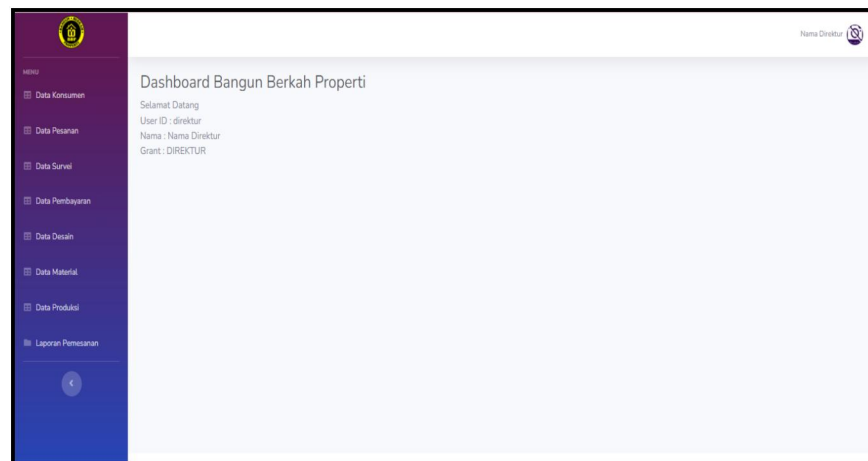 Nama Direktur
MENU
Data Konsumen
Data Pesanan
Data Survei
Data Pembayaran
Data Desain
Data Material
Data Produksi
Laporan Pemesanan
Dashboard Bangun Berkah Properti
Selamat Datang
User ID : direktur
Nama : Nama Direktur
Grant : DIREKTUR